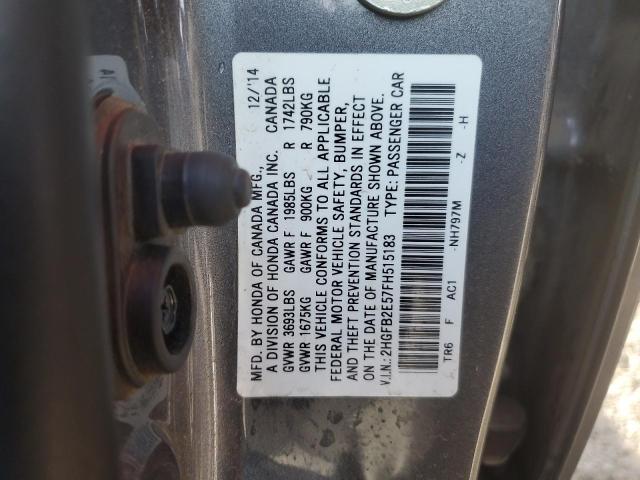 MFD. BY HONDA OF CANADA MFG., 12/'14
A DIVISION OF HONDA CANADA INC. CANADA
GVWR 3693LBS GAWR F 1985LBS R 1742LBS
GVWR 1675KG GAWR F 900KG R 790KG
THIS VEHICLE CONFORMS TO ALL APPLICABLE
FEDERAL MOTOR VEHICLE SAFETY, BUMPER,
AND THEFT PREVENTION STANDARDS IN EFFECT
ON THE DATE OF MANUFACTURE SHOWN ABOVE.
V.I.N.: 2HGFB2E57FH515183 TYPE: PASSENGER CAR
TR6 F AC1 -NH797M -Z -H